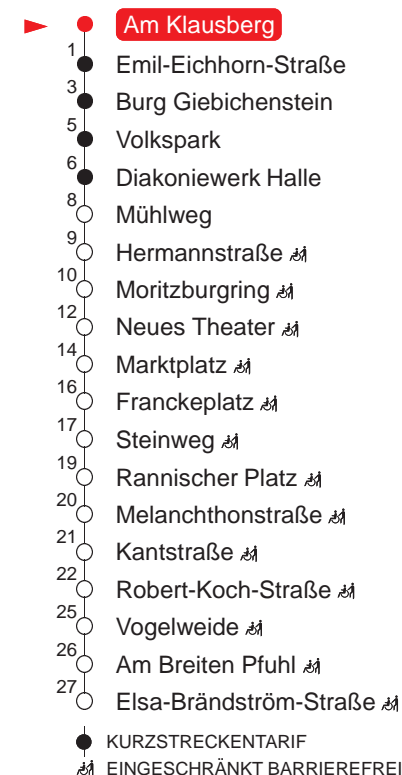 Am Klausberg
1 Emil-Eichhorn-Straße
3 Burg Giebichenstein
5 Volkspark
6 Diakoniewerk Halle
8 Mühlweg
9 Hermannstraße
10 Moritzburgring
12 Neues Theater
14 Marktplatz
16 Franckeplatz
17 Steinweg
19 Rannischer Platz
20 Melanchthonstraße
21 Kantstraße
22 Robert-Koch-Straße
25 Vogelweide
26 Am Breiten Pfuhl
27 Elsa-Brändström-Straße
KURZSTRECKENTARIF
EINGESCHRÄNKT BARRIEREFREI